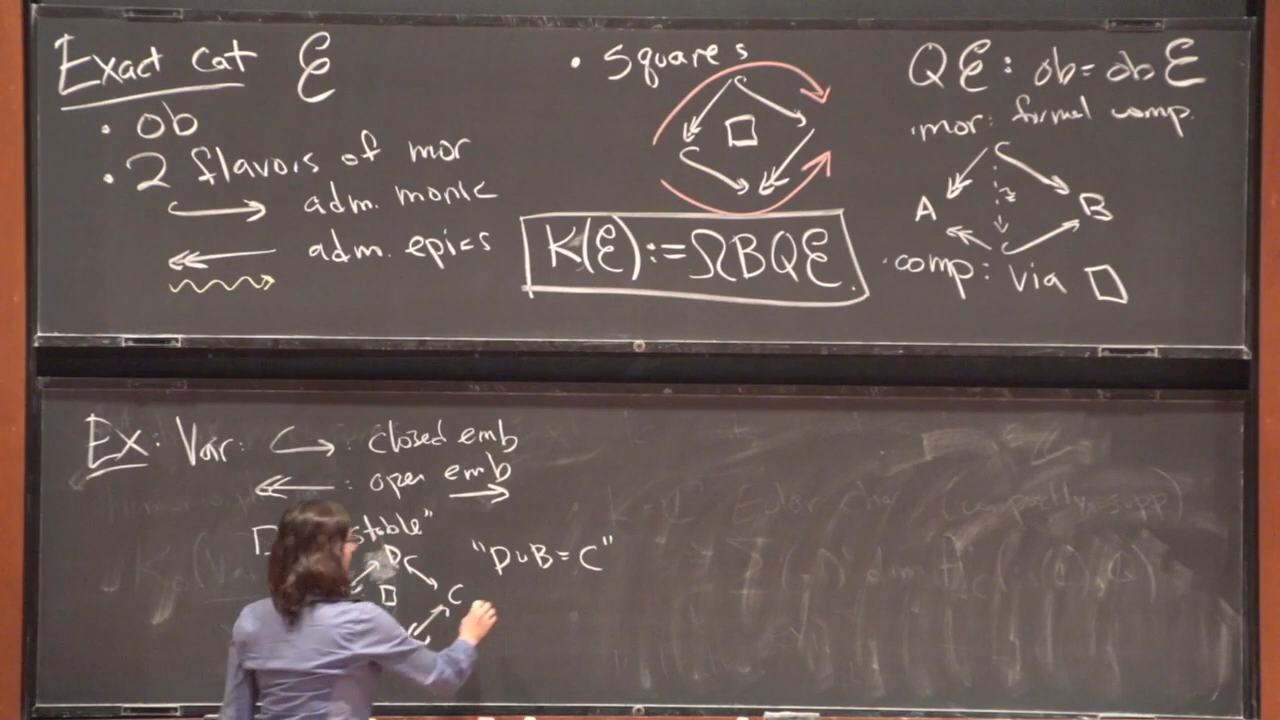 Exact cat ℰ
• ob
• 2 flavors of mor
↪ adm. monic
↞ adm. epics
• Squares
□
K(ℰ) := ΩBQℰ
Qℰ: ob = ob ℰ
• mor: formal comp.
A B
• comp: via □
Ex: Var: ↪ : closed emb
↞ : open emb →
stable"
D
□ C
"D∪B = C"